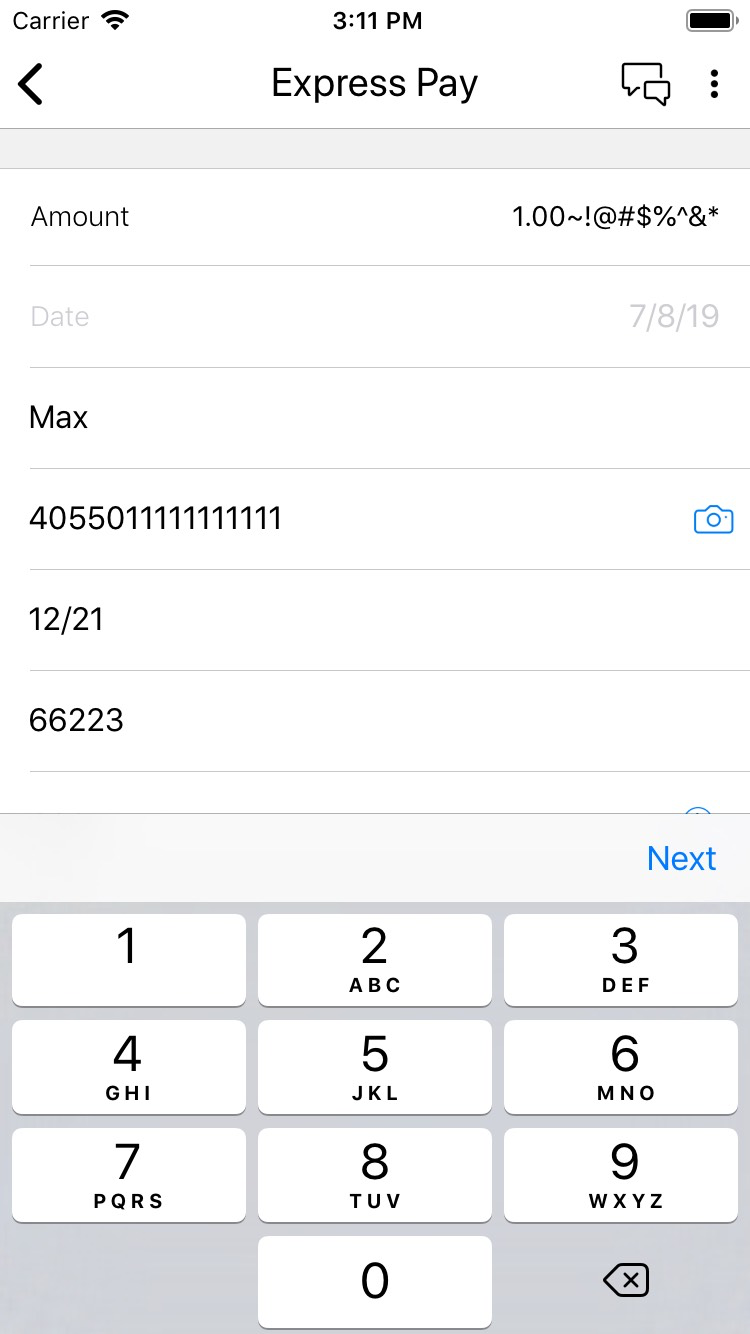 Carrier 3:11 PM
Express Pay
Amount 1.00~!@#$%^&*
Date 7/8/19
Max
4055011111111111
12/21
66223
Next
1 2 3
ABC DEF
4 5 6
GHI JKL MNO
7 8 9
PQRS TUV WXYZ
0